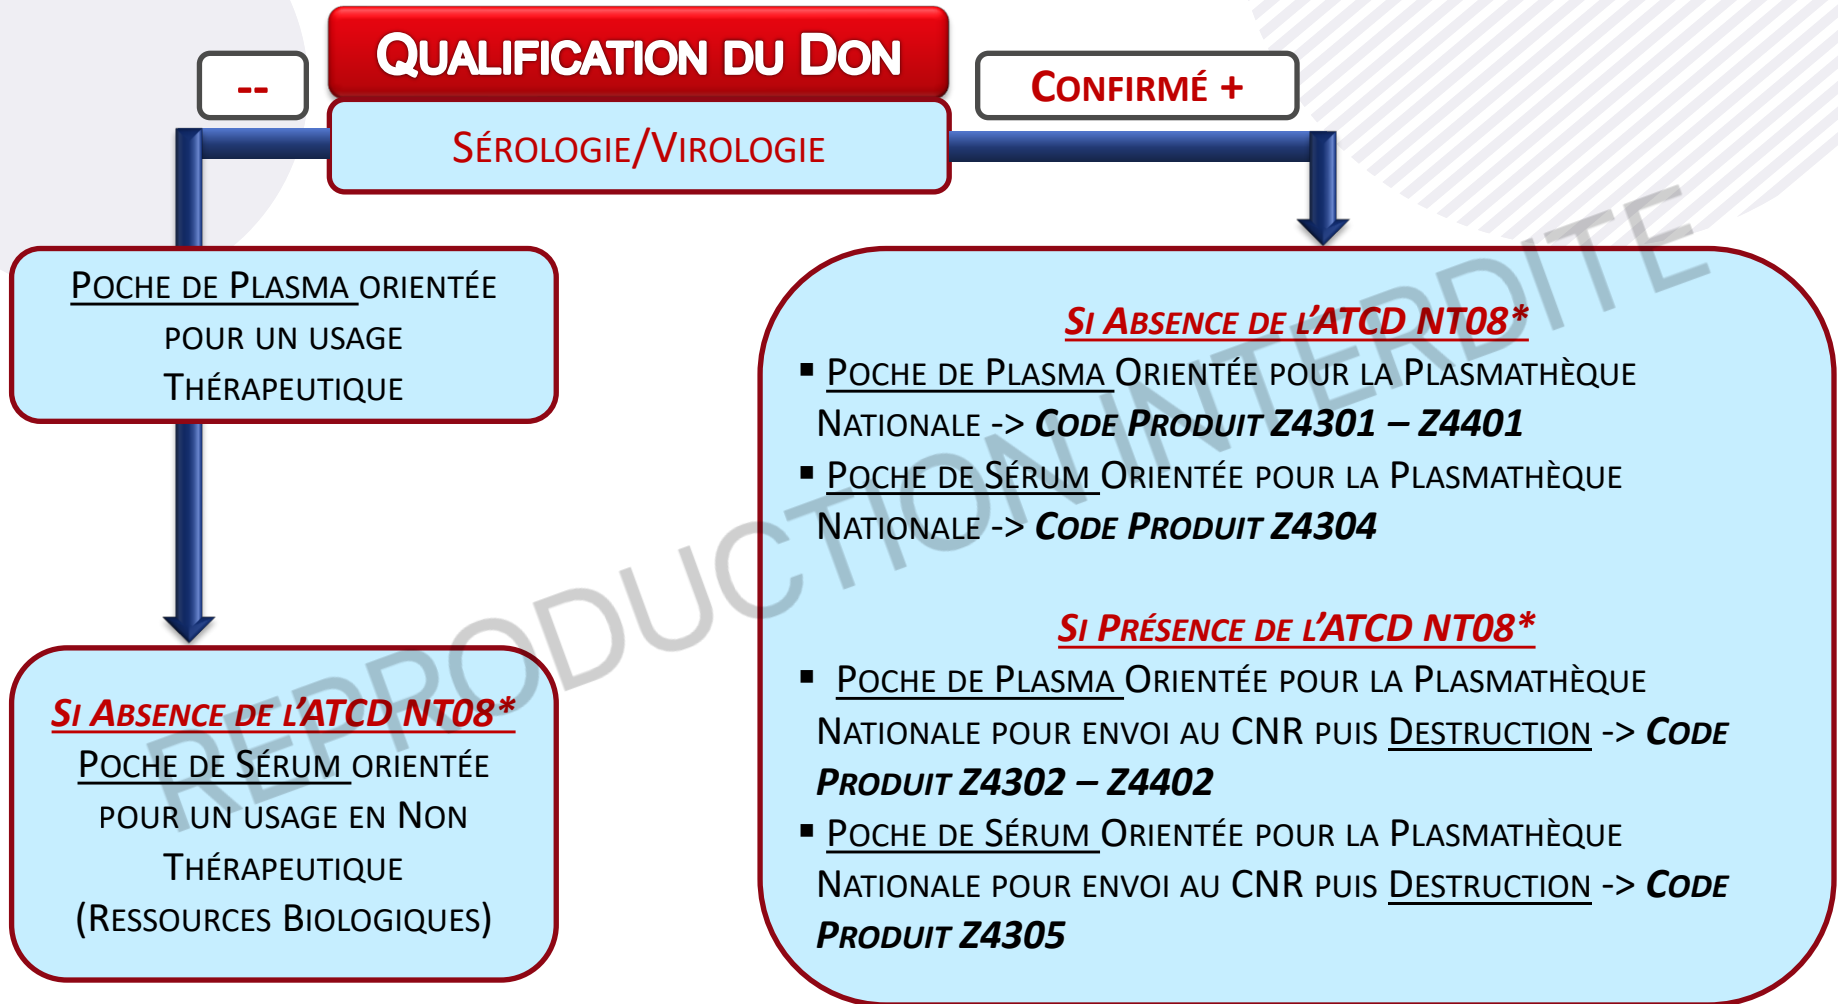 QUALIFICATION DU DON
--
CONFIRMÉ +
SÉROLOGIE/VIROLOGIE
POCHE DE PLASMA ORIENTÉE
POUR UN USAGE
THÉRAPEUTIQUE
SI ABSENCE DE L'ATCD NT08*
POCHE DE SÉRUM ORIENTÉE
POUR UN USAGE EN NON
THÉRAPEUTIQUE
(RESSOURCES BIOLOGIQUES)
SI ABSENCE DE L'ATCD NT08*
▪ POCHE DE PLASMA ORIENTÉE POUR LA PLASMATHÈQUE
NATIONALE -> CODE PRODUIT Z4301 – Z4401
▪ POCHE DE SÉRUM ORIENTÉE POUR LA PLASMATHÈQUE
NATIONALE -> CODE PRODUIT Z4304
SI PRÉSENCE DE L'ATCD NT08*
▪ POCHE DE PLASMA ORIENTÉE POUR LA PLASMATHÈQUE
NATIONALE POUR ENVOI AU CNR PUIS DESTRUCTION -> CODE
PRODUIT Z4302 – Z4402
▪ POCHE DE SÉRUM ORIENTÉE POUR LA PLASMATHÈQUE
NATIONALE POUR ENVOI AU CNR PUIS DESTRUCTION -> CODE
PRODUIT Z4305
REPRODUCTION INTERDITE